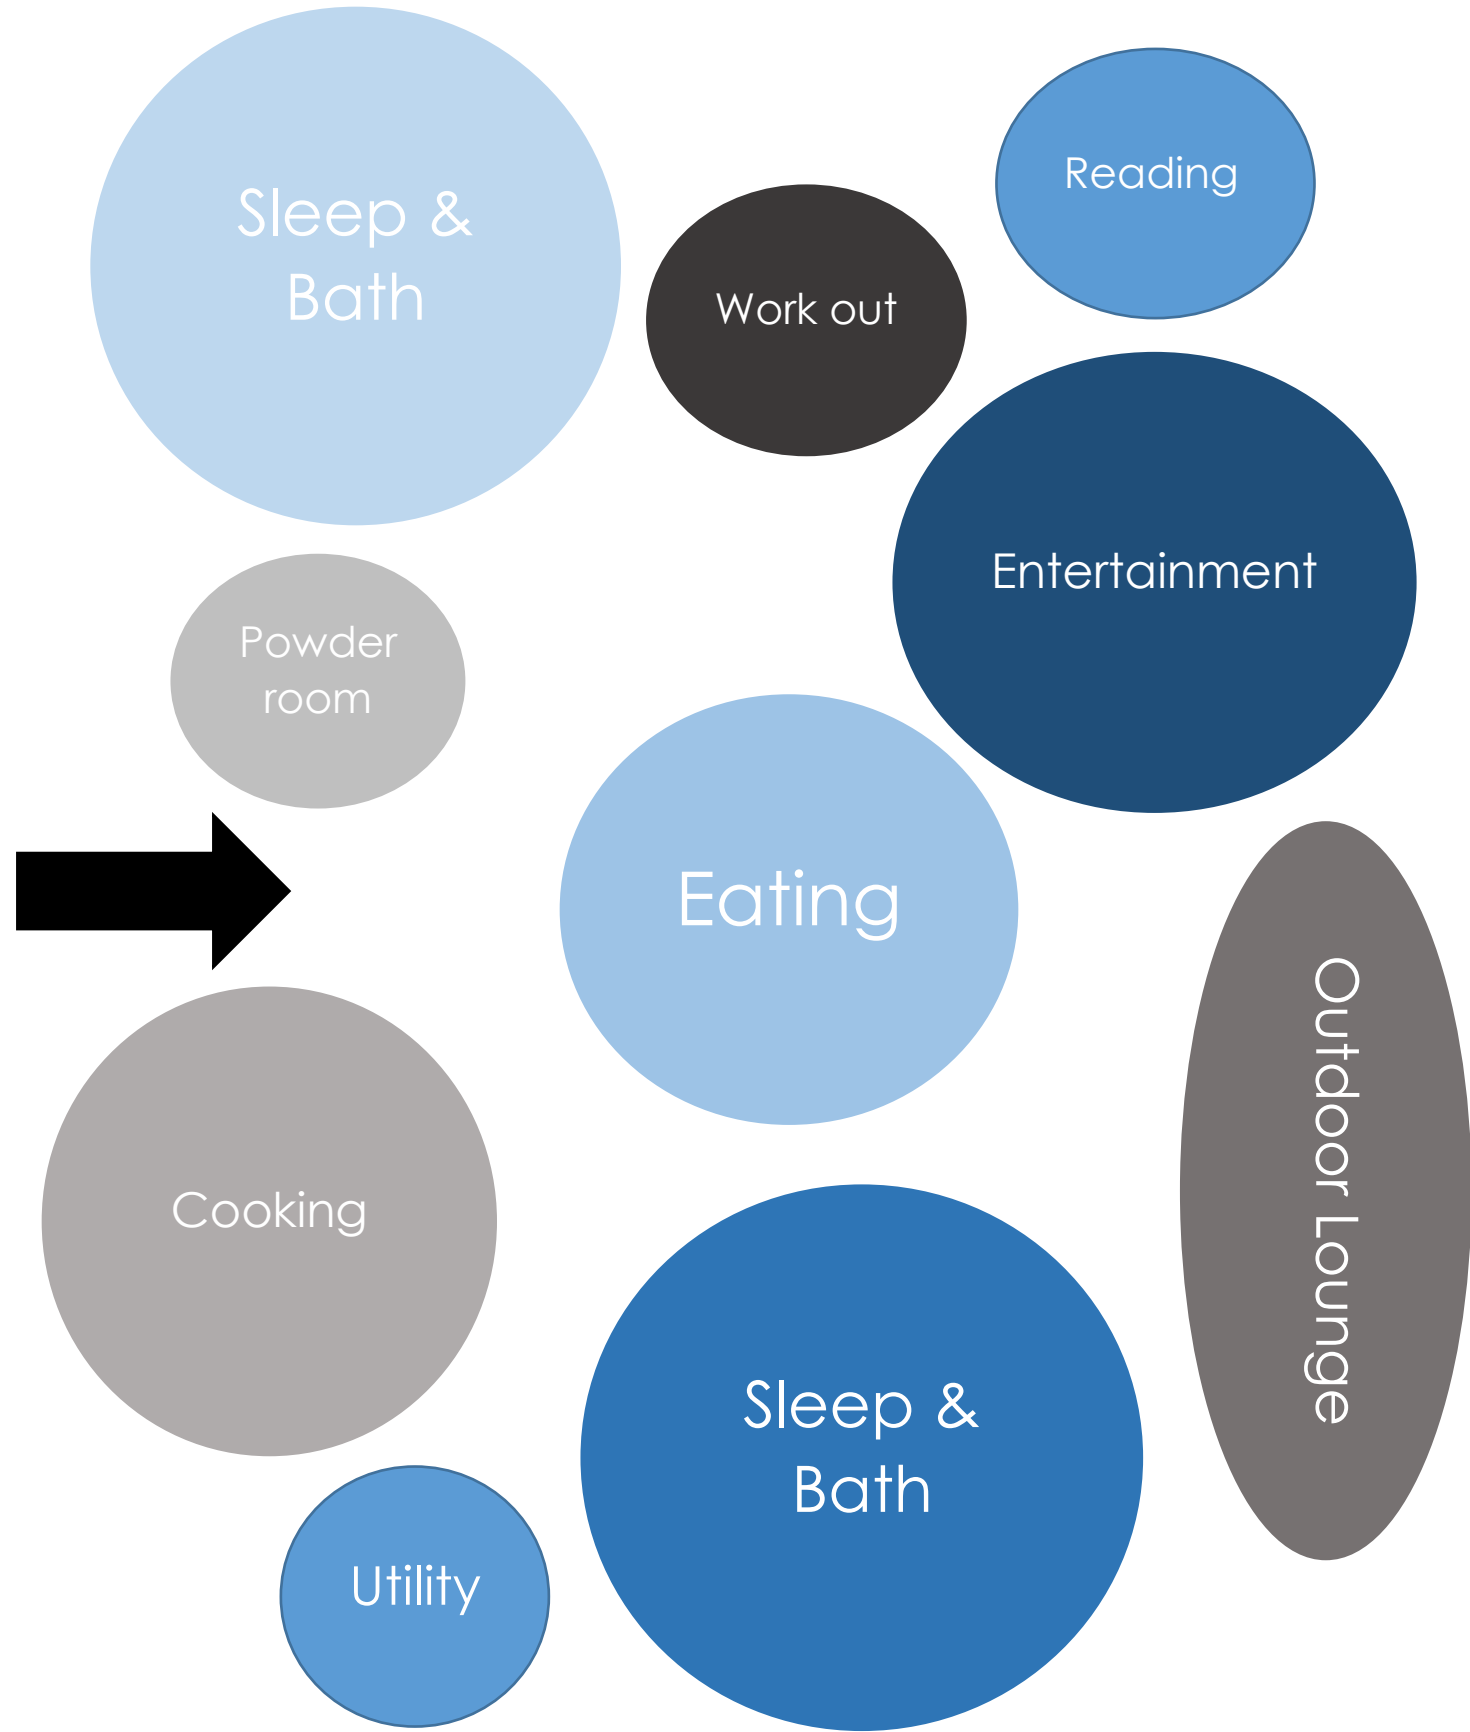 Sleep &
Bath
Reading
Work out
Entertainment
Powder
room
Eating
Outdoor Lounge
Cooking
Sleep &
Bath
Utility